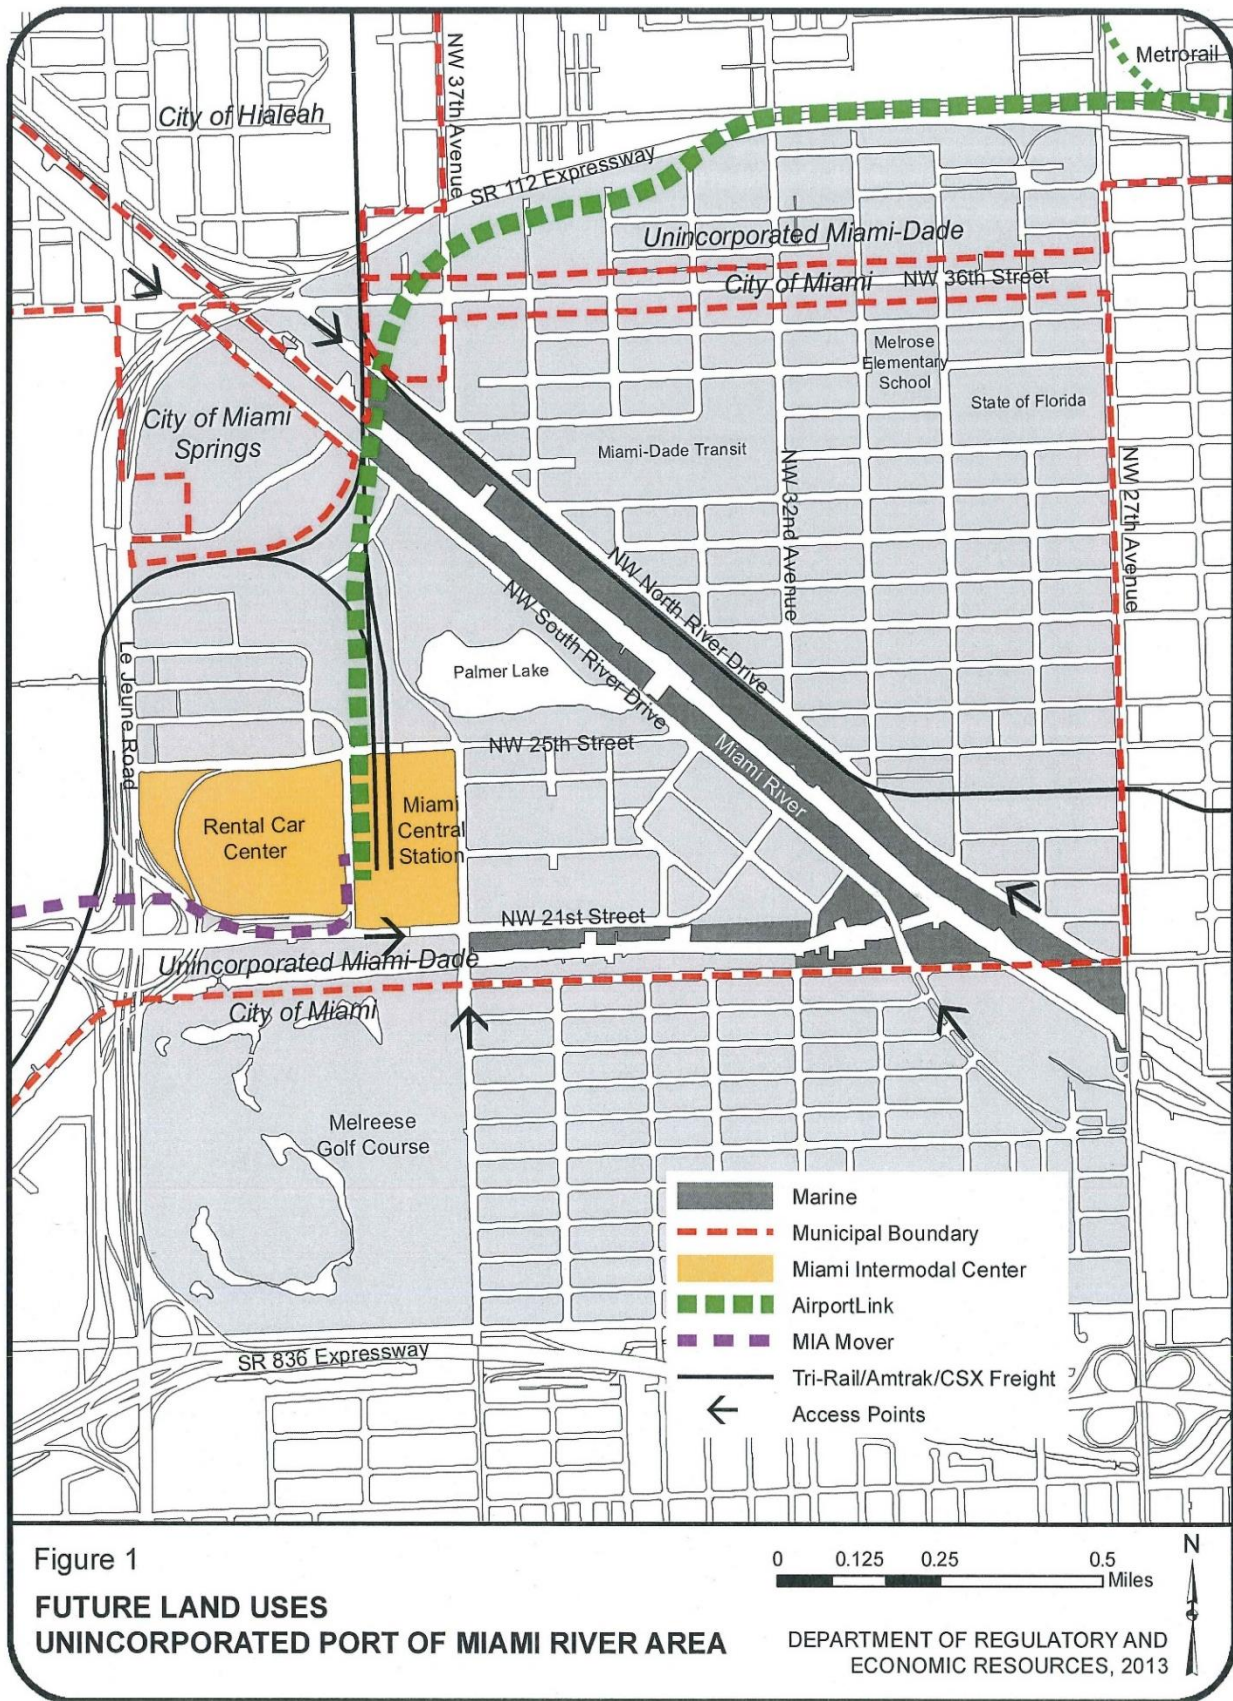 Metrorail
City of Hialeah
NW 37th Avenue
SR 112 Expressway
Unincorporated Miami-Dade
City of Miami
NW 36th Street
Melrose
Elementary
School
State of Florida
City of Miami
Springs
Miami-Dade Transit
NW 32nd Avenue
NW 27th Avenue
NW North River Drive
NW South River Drive
Le Jeune Road
Palmer Lake
NW 25th Street
Miami River
Rental Car
Center
Miami
Central
Station
NW 21st Street
Unincorporated Miami-Dade
City of Miami
Melreese
Golf Course
SR 836 Expressway
Marine
Municipal Boundary
Miami Intermodal Center
AirportLink
MIA Mover
Tri-Rail/Amtrak/CSX Freight
Access Points
Figure 1
FUTURE LAND USES
UNINCORPORATED PORT OF MIAMI RIVER AREA
0 0.125 0.25 0.5
Miles
N
DEPARTMENT OF REGULATORY AND
ECONOMIC RESOURCES, 2013